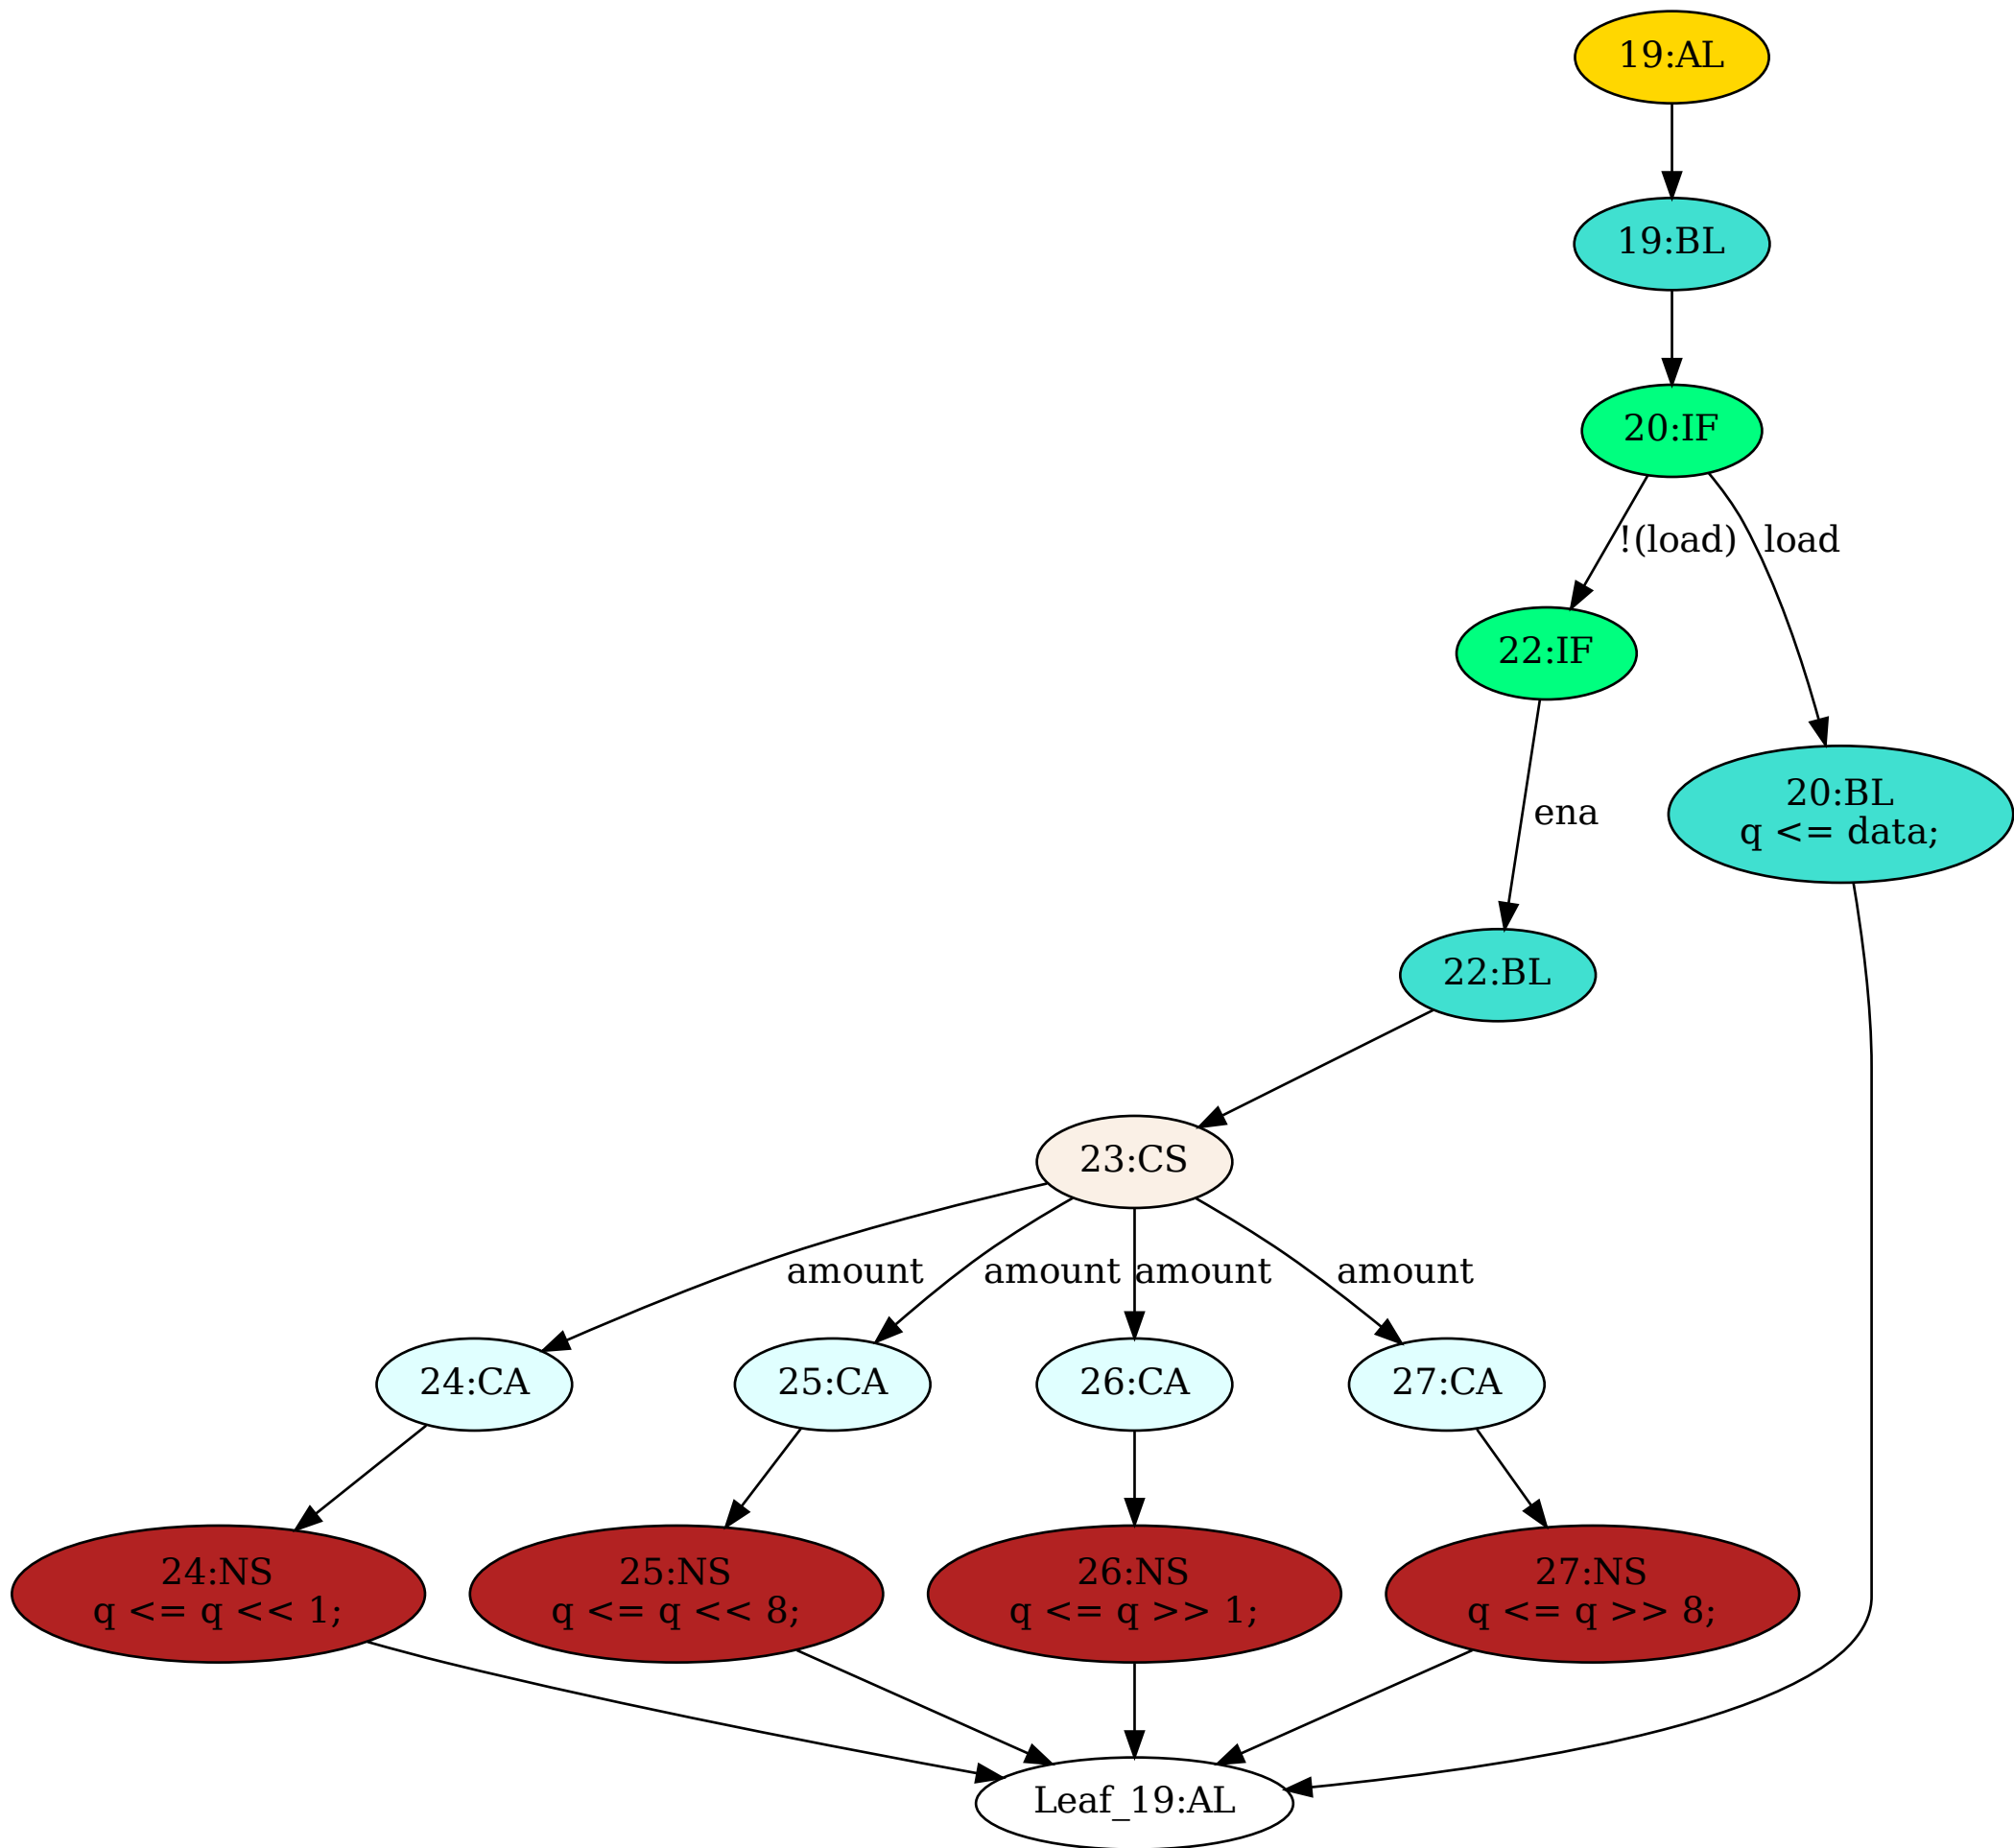 19:AL
19:BL
20:IF
!(load)
load
22:IF
20:BL
q <= data;
ena
22:BL
23:CS
amount
amount
amount
amount
24:CA
25:CA
26:CA
27:CA
24:NS
q <= q << 1;
25:NS
q <= q << 8;
26:NS
q <= q >> 1;
27:NS
q <= q >> 8;
Leaf_19:AL